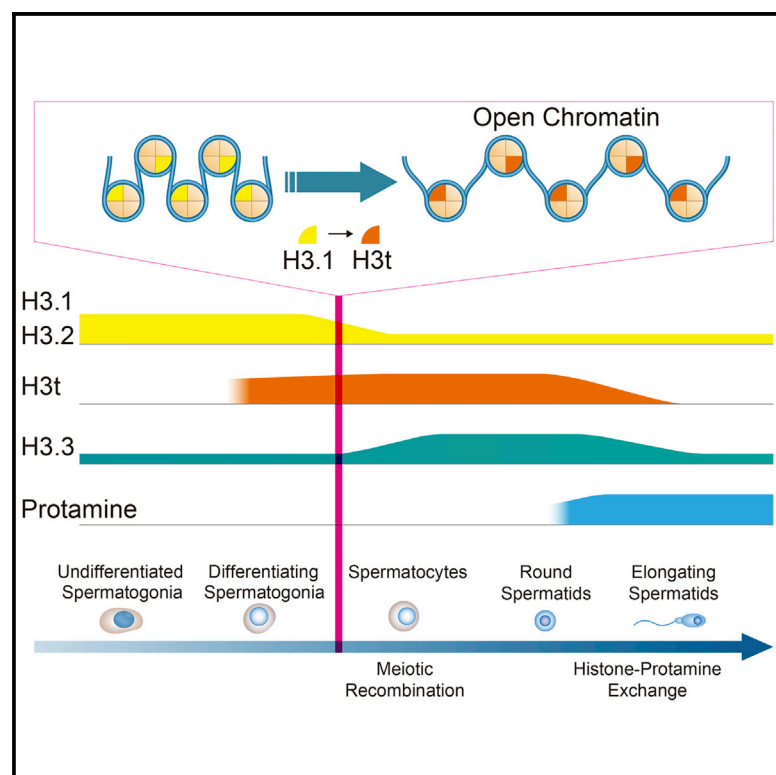 Open Chromatin
H3.1 → H3t
H3.1
H3.2
H3t
H3.3
Protamine
Undifferentiated
Spermatogonia
Differentiating
Spermatogonia
Spermatocytes
Round
Spermatids
Elongating
Spermatids
Meiotic
Recombination
Histone-Protamine
Exchange